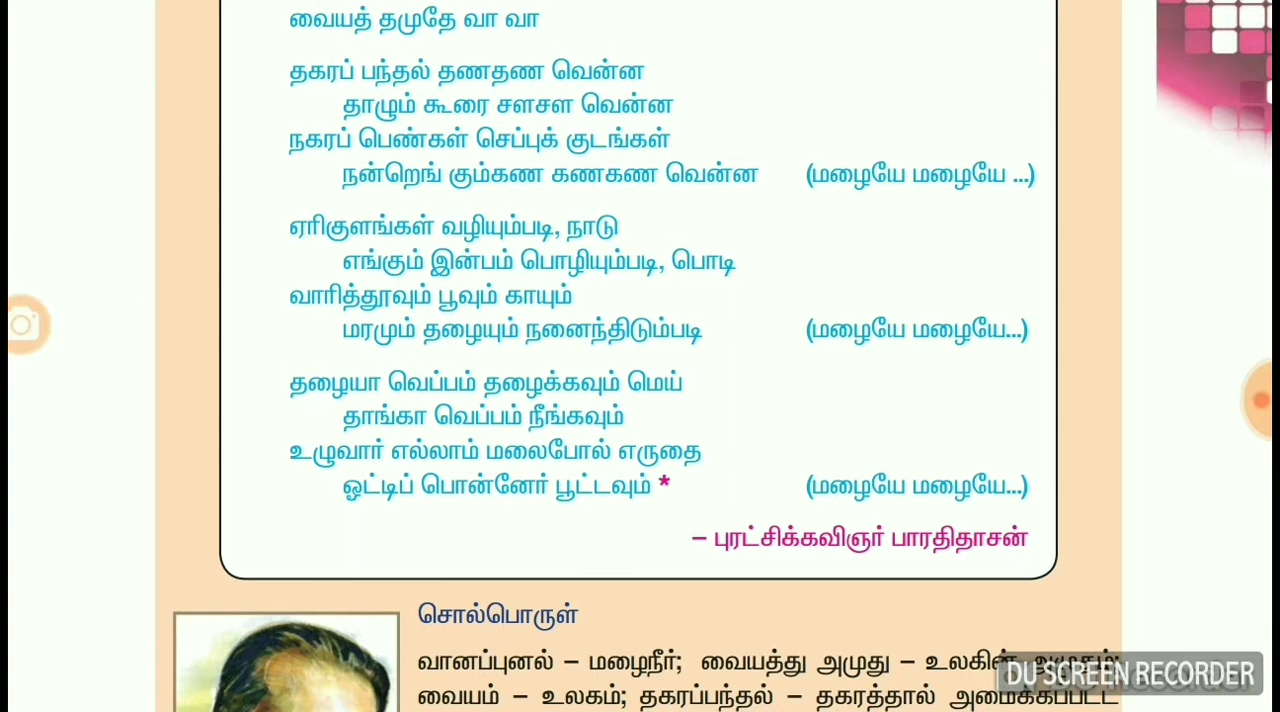 வையத் தமுதே வா வா
தகரப் பந்தல் தணதண வென்ன
தாழும் கூரை சளசள வென்ன
நகரப் பெண்கள் செப்புக் குடங்கள்
நன்றெங் கும்கண கணகண வென்ன (மழையே மழையே ...)
ஏரிகுளங்கள் வழியும்படி, நாடு
எங்கும் இன்பம் பொழியும்படி, பொடி
வாரித்தூவும் பூவும் காயும்
மரமும் தழையும் நனைந்திடும்படி (மழையே மழையே...)
தழையா வெப்பம் தழைக்கவும் மெய்
தாங்கா வெப்பம் நீங்கவும்
உழுவார் எல்லாம் மலைபோல் எருதை
ஓட்டிப் பொன்னேர் பூட்டவும் * (மழையே மழையே...)
– புரட்சிக்கவிஞர் பாரதிதாசன்
சொல்பொருள்
வானப்புனல் – மழைநீர்; வையத்து அமுது – உலகின்
வையம் – உலகம்; தகரப்பந்தல் – தகரத்தால் அமைக்கப்பட்ட
DU SCREEN RECORDER